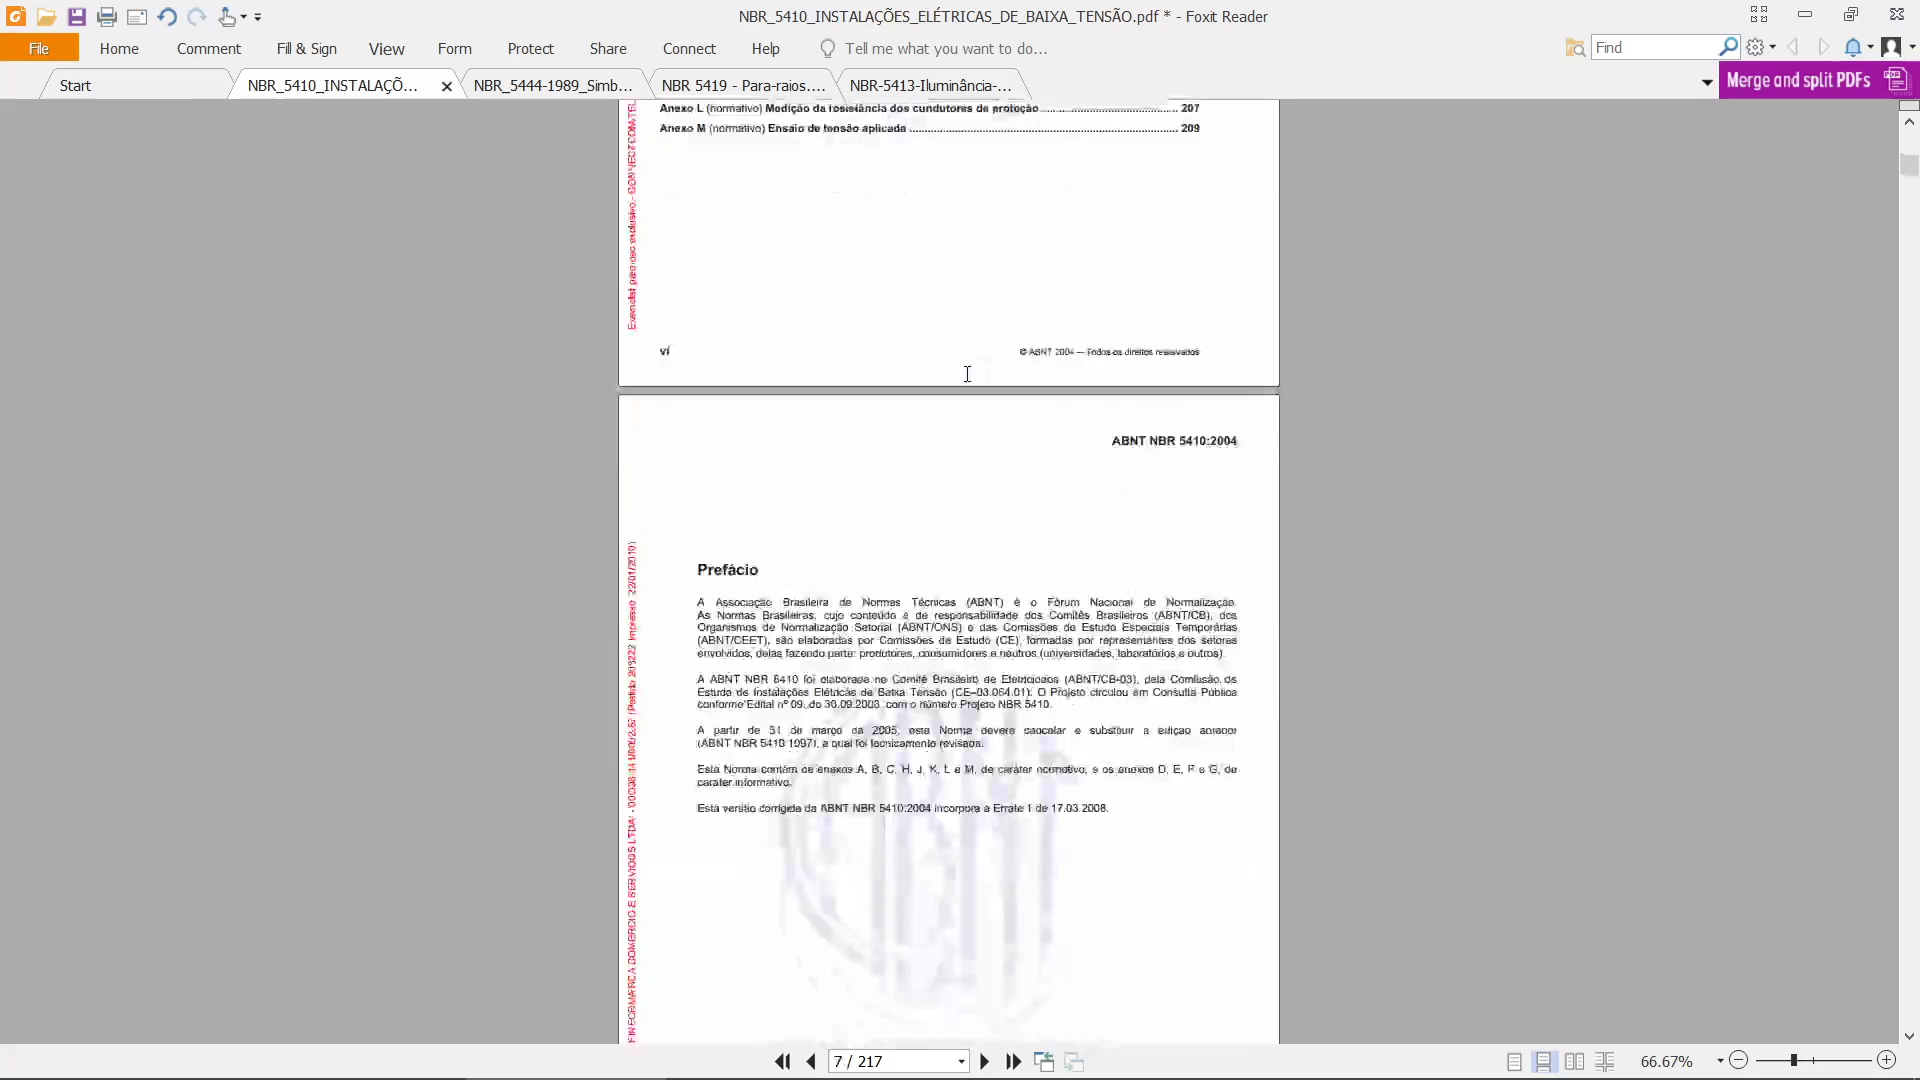 NBR_5410_INSTALAÇÕES_ELÉTRICAS_DE_BAIXA_TENSÃO.pdf * - Foxit Reader
File Home Comment Fill & Sign View Form Protect Share Connect Help Tell me what you want to do... Find
Start NBR_5410_INSTALAÇÕ... NBR_5444-1989_Simb... NBR 5419 - Para-raios.... NBR-5413-Iluminância-... Merge and split PDFs
Anexo L (normativo) Medição da resistência dos condutores de proteção 207
Anexo M (normativo) Ensaio de tensão aplicada 209
Exemplar para uso exclusivo -
vi © ABNT 2004 — Todos os direitos reservados
ABNT NBR 5410:2004
Prefácio
A Associação Brasileira de Normas Técnicas (ABNT) é o Fórum Nacional de Normalização.
As Normas Brasileiras, cujo conteúdo é de responsabilidade dos Comitês Brasileiros (ABNT/CB), dos
Organismos de Normalização Setorial (ABNT/ONS) e das Comissões de Estudo Especiais Temporárias
(ABNT/CEET), são elaboradas por Comissões de Estudo (CE), formadas por representantes dos setores
envolvidos, delas fazendo parte: produtores, consumidores e neutros (universidades, laboratórios e outros).
A ABNT NBR 5410 foi elaborada no Comitê Brasileiro de Eletricidade (ABNT/CB-03), pela Comissão de
Estudo de Instalações Elétricas de Baixa Tensão (CE–03.064.01). O Projeto circulou em Consulta Pública
conforme Edital nº 09, de 30.09.2003, com o número Projeto NBR 5410.
A partir de 31 de março de 2005, esta Norma deverá cancelar e substituir a edição anterior
(ABNT NBR 5410:1997), a qual foi tecnicamente revisada.
Esta Norma contém os anexos A, B, C, H, J, K, L e M, de caráter normativo, e os anexos D, E, F e G, de
caráter informativo.
Esta versão corrigida da ABNT NBR 5410:2004 incorpora a Errata 1 de 17.03.2008.
COMERCIO E SERVICOS LTDA Impresso 22/01/2010)
7 / 217 66.67%